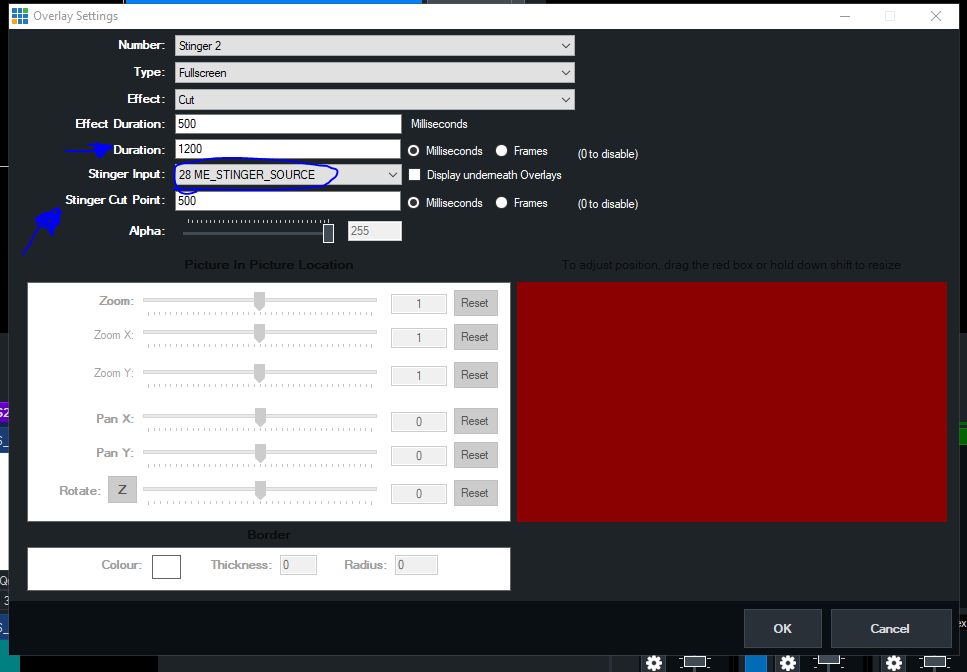 Overlay Settings
Number: Stinger 2
Type: Fullscreen
Effect: Cut
Effect Duration: 500 Milliseconds
Duration: 1200 Milliseconds Frames (0 to disable)
Stinger Input: 28 ME_STINGER_SOURCE Display underneath Overlays
Stinger Cut Point: 500 Milliseconds Frames (0 to disable)
Alpha: 255
Picture In Picture Location
To adjust position, drag the red box or hold down shift to resize
Zoom: 1 Reset
Zoom X: 1 Reset
Zoom Y: 1 Reset
Pan X: 0 Reset
Pan Y: 0 Reset
Rotate: Z 0 Reset
Border
Colour: Thickness: 0 Radius: 0
OK Cancel